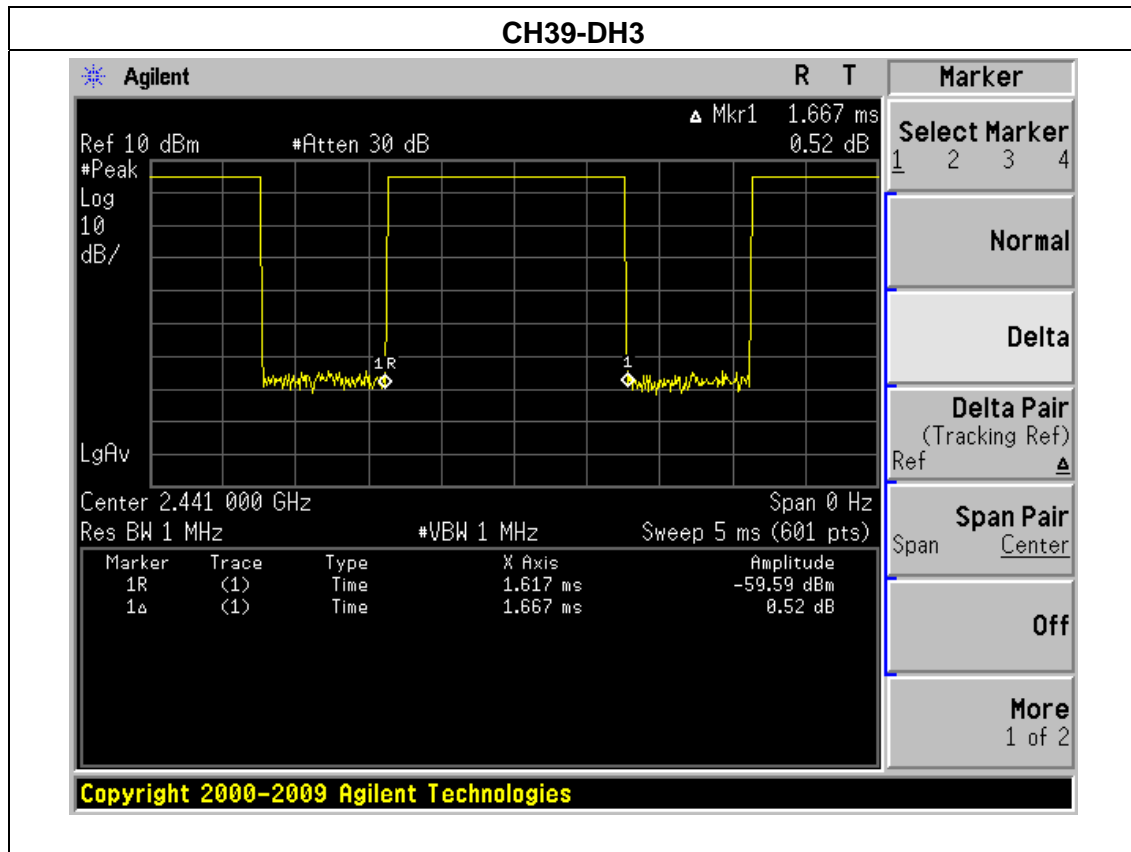 CH39-DH3
Agilent R T Marker
Δ Mkr1 1.667 ms
Ref 10 dBm #Atten 30 dB 0.52 dB
#Peak
Log
10
dB/
1R
1
LgAv
Center 2.441 000 GHz Span 0 Hz
Res BW 1 MHz #VBW 1 MHz Sweep 5 ms (601 pts)
Marker Trace Type X Axis Amplitude
1R (1) Time 1.617 ms -59.59 dBm
1Δ (1) Time 1.667 ms 0.52 dB
Select Marker
1 2 3 4
Normal
Delta
Delta Pair
(Tracking Ref)
Ref Δ
Span Pair
Span Center
Off
More
1 of 2
Copyright 2000-2009 Agilent Technologies